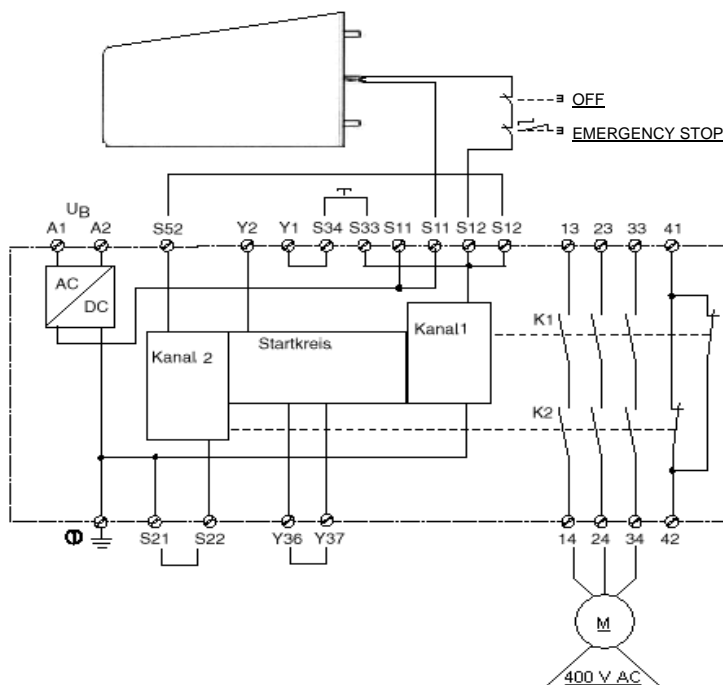 OFF
EMERGENCY STOP
UB
A1 A2 S52 Y2 Y1 S34 S33 S11 S11 S12 S12 13 23 33 41
AC
DC
Kanal 2
Startkreis
Kanal1
K1
K2
S21 S22 Y36 Y37 14 24 34 42
M
400 V AC